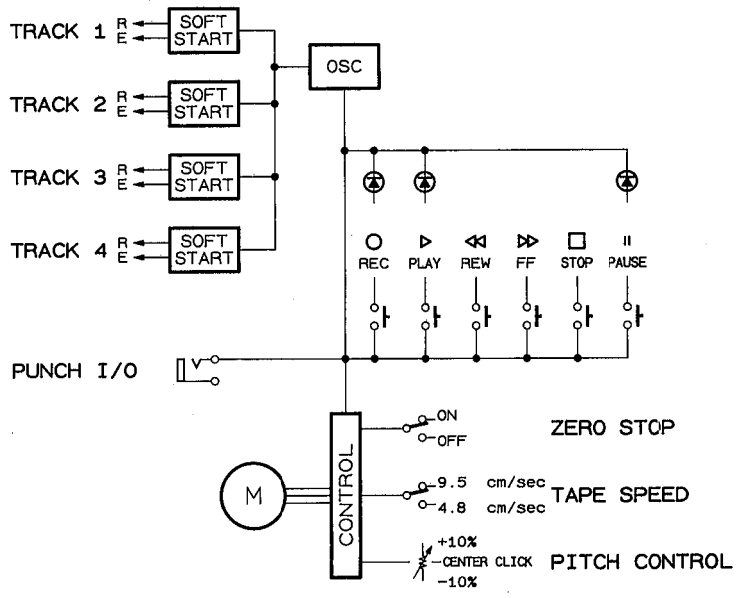 TRACK 1 R E SOFT START
OSC
TRACK 2 R E SOFT START
TRACK 3 R E SOFT START
TRACK 4 R E SOFT START
REC PLAY REW FF STOP PAUSE
PUNCH I/O
CONTROL
M
ON
OFF
ZERO STOP
9.5 cm/sec
4.8 cm/sec
TAPE SPEED
+10%
CENTER CLICK
-10%
PITCH CONTROL